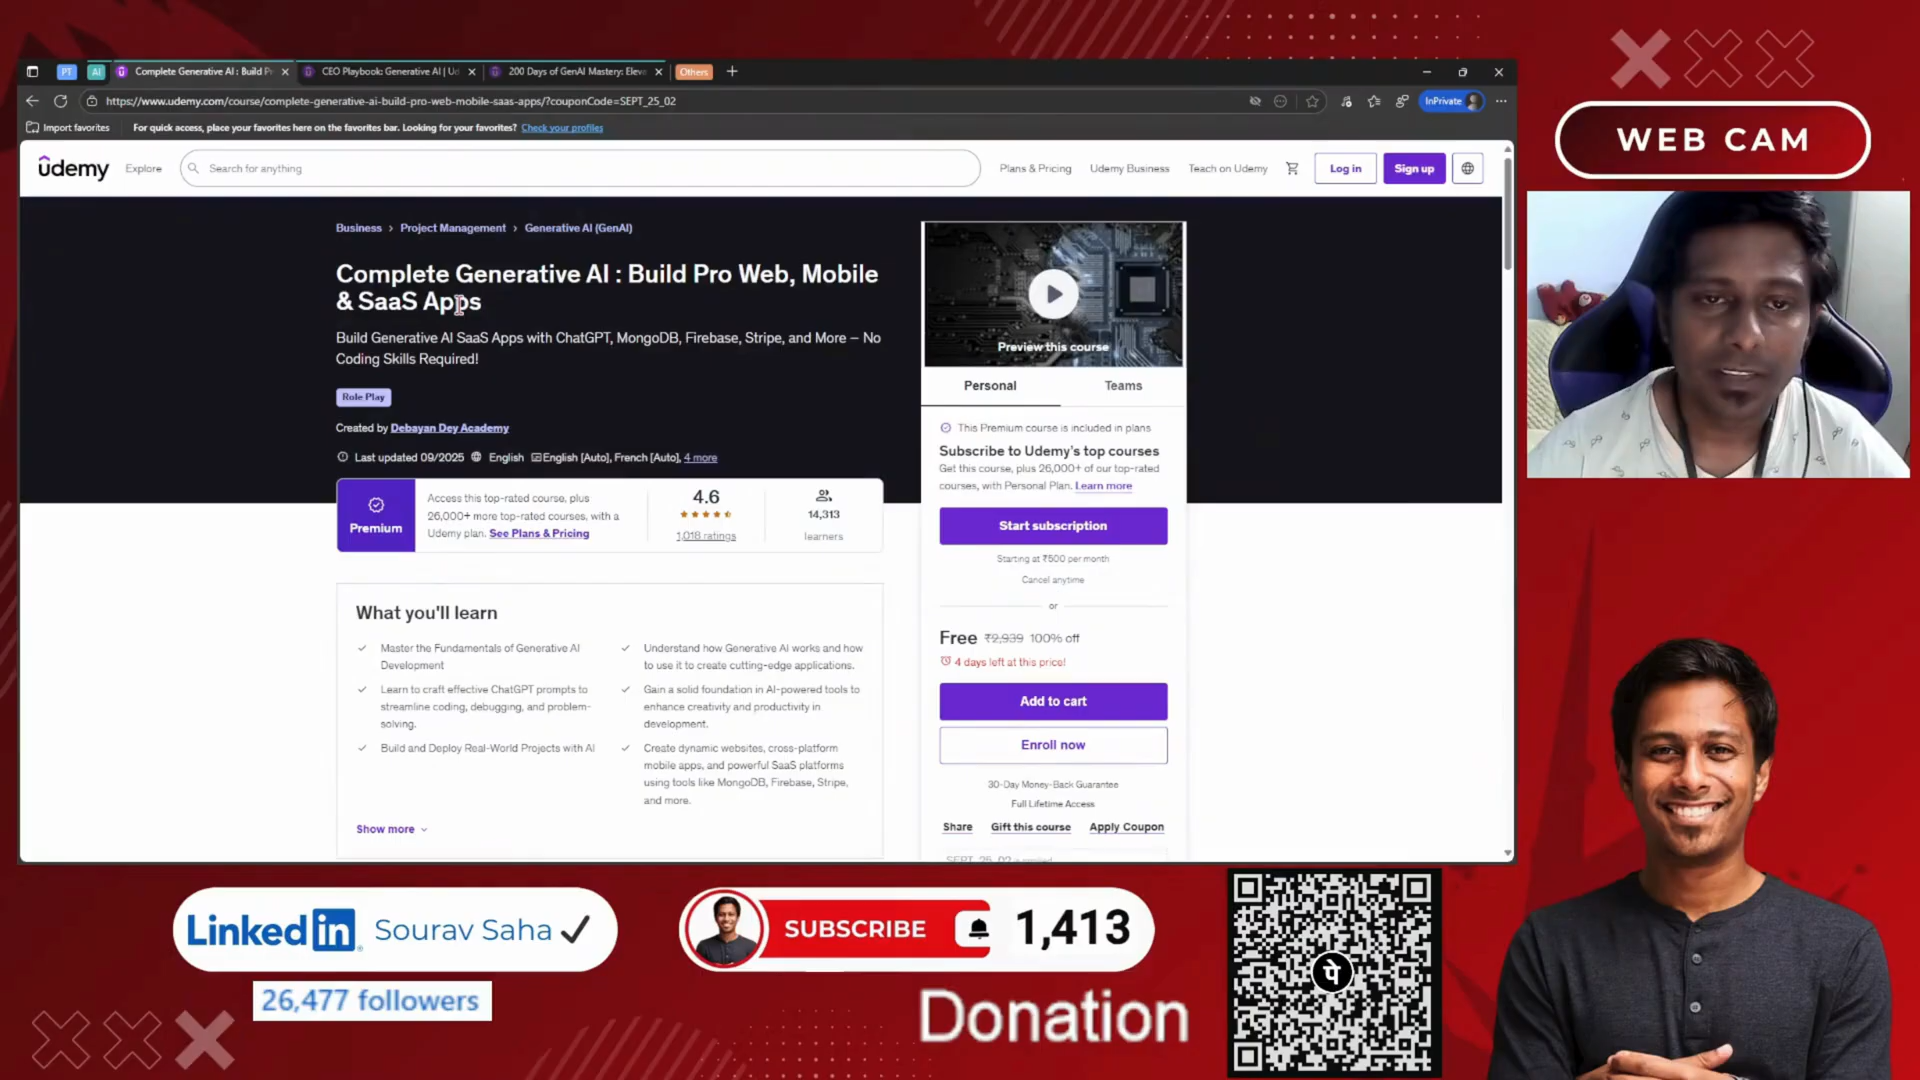 PT
AI
Complete Generative AI : Build Pr
CEO Playbook: Generative AI | Ud
200 Days of GenAI Mastery: Eleva
Others
https://www.udemy.com/course/complete-generative-ai-build-pro-web-mobile-saas-apps/?couponCode=SEPT_25_02
InPrivate
Import favorites
For quick access, place your favorites here on the favorites bar. Looking for your favorites? Check your profiles
WEB CAM
ûdemy
Explore
Search for anything
Plans & Pricing
Udemy Business
Teach on Udemy
Log in
Sign up
Business > Project Management > Generative AI (GenAI)
Complete Generative AI : Build Pro Web, Mobile
& SaaS Apps
Build Generative AI SaaS Apps with ChatGPT, MongoDB, Firebase, Stripe, and More – No
Coding Skills Required!
Role Play
Created by Debayan Dey Academy
Last updated 09/2025 English English [Auto], French [Auto], 4 more
Premium
Access this top-rated course, plus
26,000+ more top-rated courses, with a
Udemy plan. See Plans & Pricing
4.6
1,018 ratings
14,313
learners
What you'll learn
Master the Fundamentals of Generative AI
Development
Learn to craft effective ChatGPT prompts to
streamline coding, debugging, and problem-
solving.
Build and Deploy Real-World Projects with AI
Understand how Generative AI works and how
to use it to create cutting-edge applications.
Gain a solid foundation in AI-powered tools to
enhance creativity and productivity in
development.
Create dynamic websites, cross-platform
mobile apps, and powerful SaaS platforms
using tools like MongoDB, Firebase, Stripe,
and more.
Show more
Preview this course
Personal
Teams
This Premium course is included in plans
Subscribe to Udemy's top courses
Get this course, plus 26,000+ of our top-rated
courses, with Personal Plan. Learn more
Start subscription
Starting at ₹500 per month
Cancel anytime
or
Free ₹2,939 100% off
4 days left at this price!
Add to cart
Enroll now
30-Day Money-Back Guarantee
Full Lifetime Access
Share
Gift this course
Apply Coupon
SEPT_25_02
LinkedIn Sourav Saha
26,477 followers
SUBSCRIBE
1,413
Donation
पे